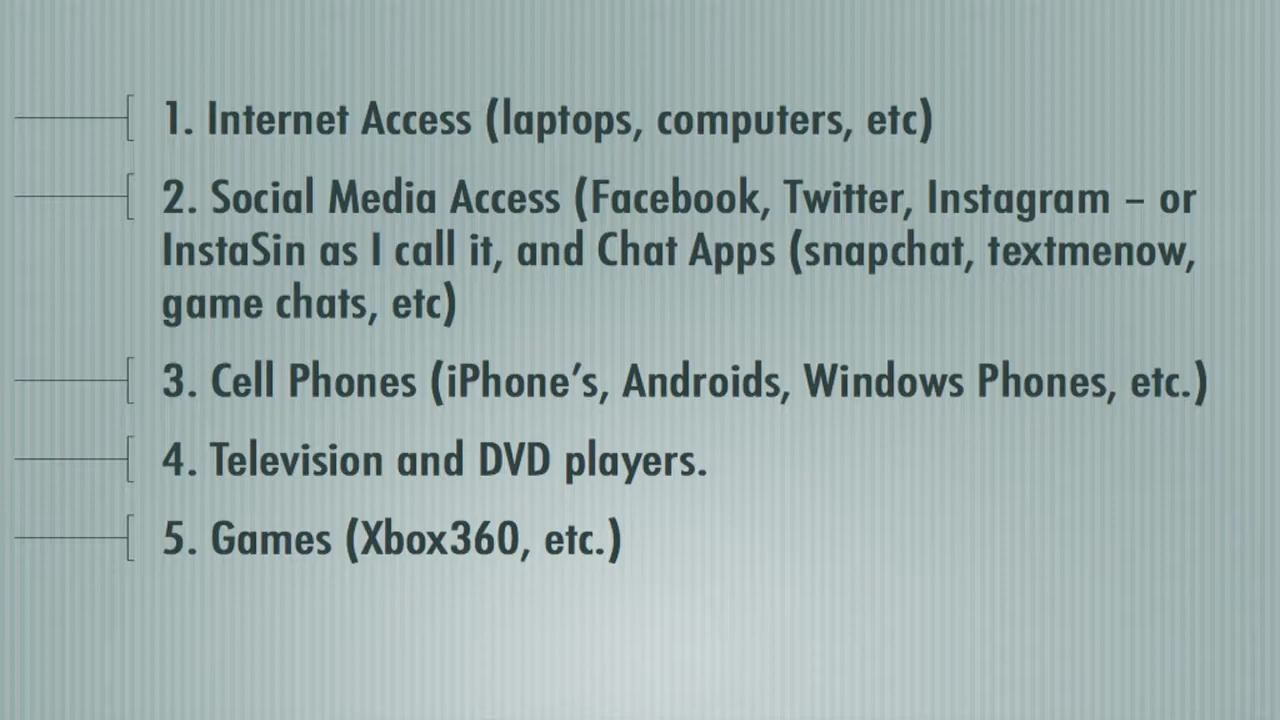 1. Internet Access (laptops, computers, etc)
2. Social Media Access (Facebook, Twitter, Instagram – or
InstaSin as I call it, and Chat Apps (snapchat, textmenow,
game chats, etc)
3. Cell Phones (iPhone’s, Androids, Windows Phones, etc.)
4. Television and DVD players.
5. Games (Xbox360, etc.)